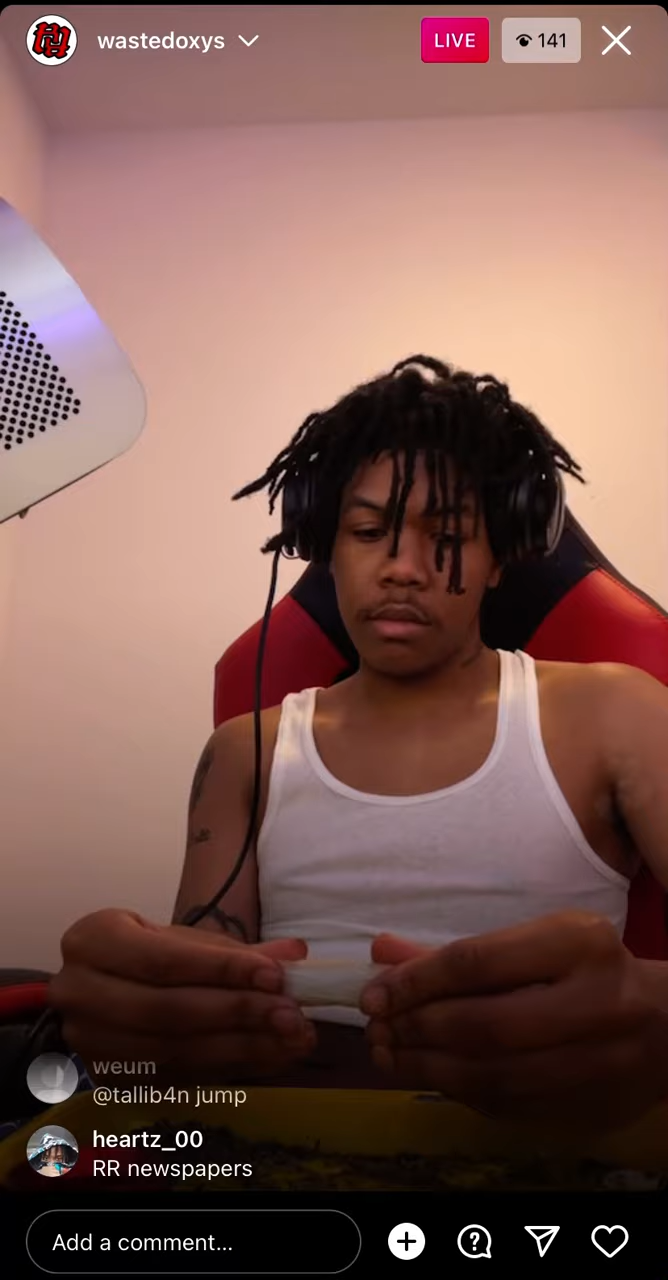 wastedoxys
LIVE
141
weum
@tallib4n jump
heartz_00
RR newspapers
Add a comment...